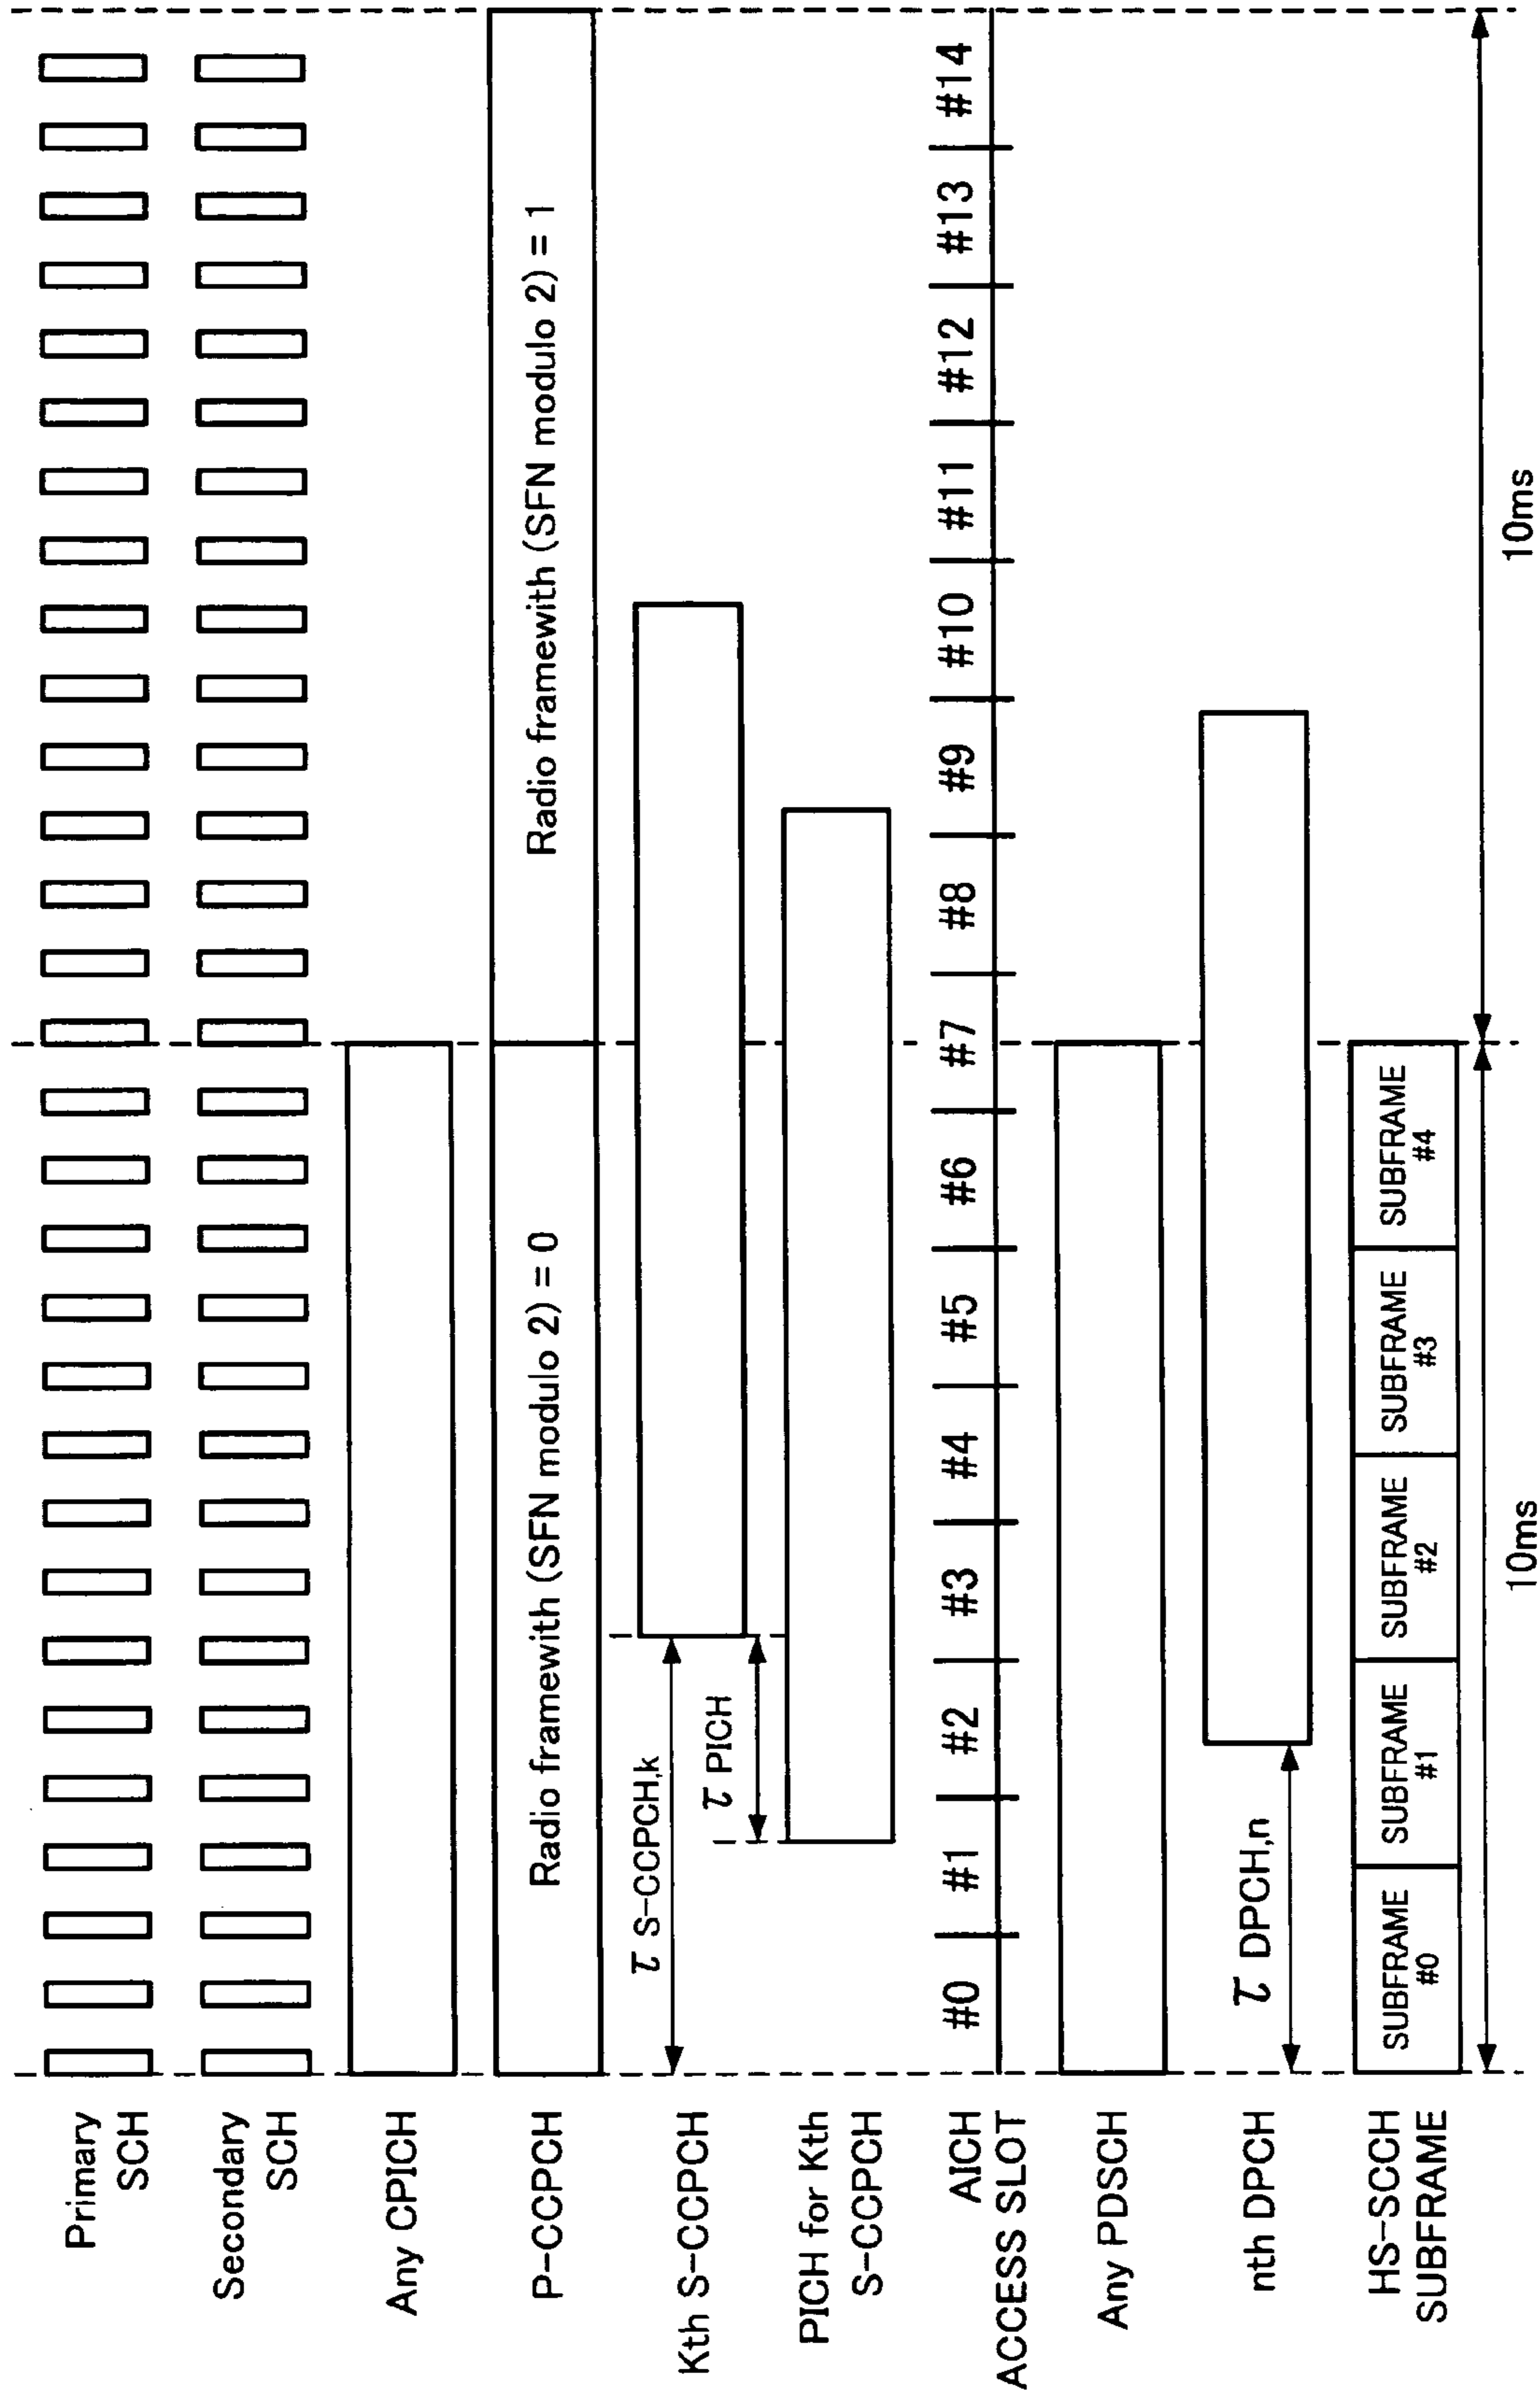 Primary
SCH
Secondary
SCH
Any CPICH
P-CCPCH
Radio framewith (SFN modulo 2) = 0
Radio framewith (SFN modulo 2) = 1
Kth S-CCPCH
τ S-CCPCH,k
τ PICH
PICH for Kth
S-CCPCH
AICH
ACCESS SLOT
#0 #1 #2 #3 #4 #5 #6 #7 #8 #9 #10 #11 #12 #13 #14
Any PDSCH
nth DPCH
τ DPCH,n
HS-SCCH
SUBFRAME
SUBFRAME
#0
SUBFRAME
#1
SUBFRAME
#2
SUBFRAME
#3
SUBFRAME
#4
10ms
10ms